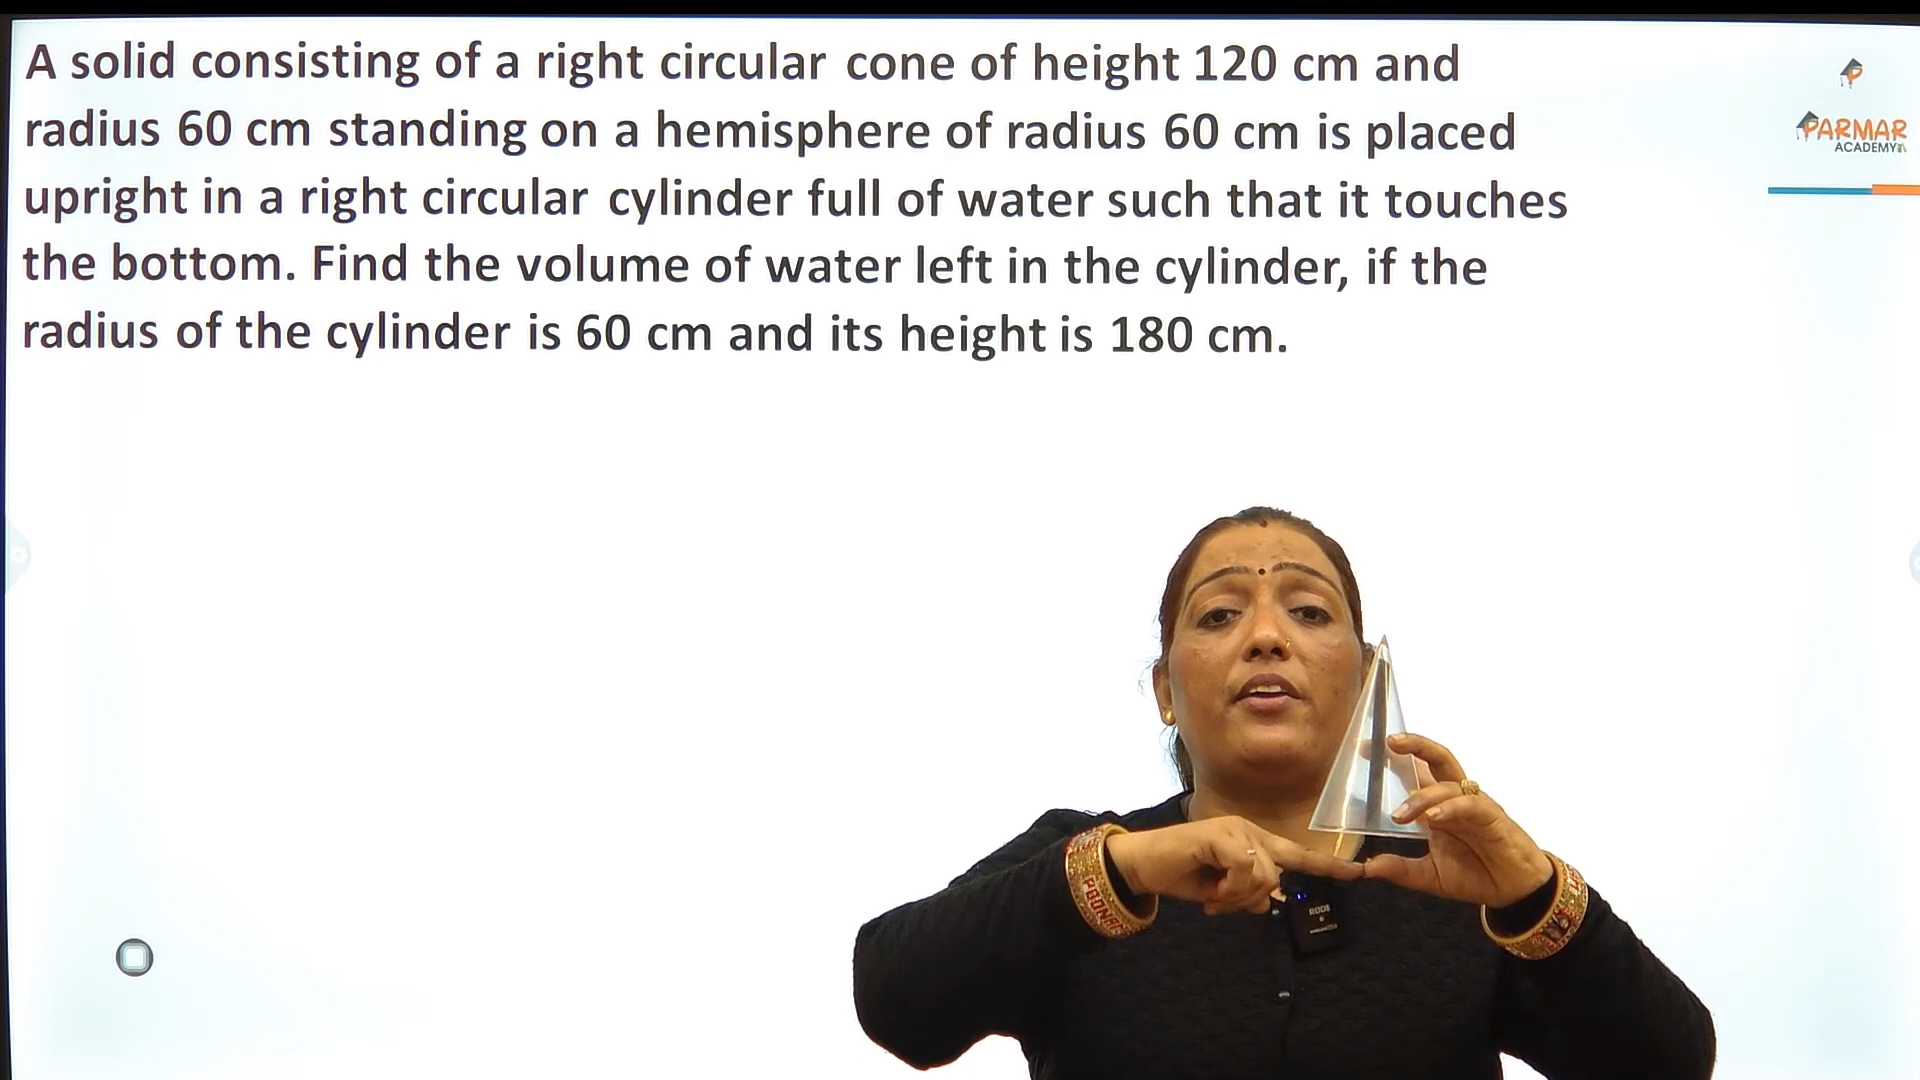 A solid consisting of a right circular cone of height 120 cm and
radius 60 cm standing on a hemisphere of radius 60 cm is placed
upright in a right circular cylinder full of water such that it touches
the bottom. Find the volume of water left in the cylinder, if the
radius of the cylinder is 60 cm and its height is 180 cm.
PARMAR
ACADEMY
RODE